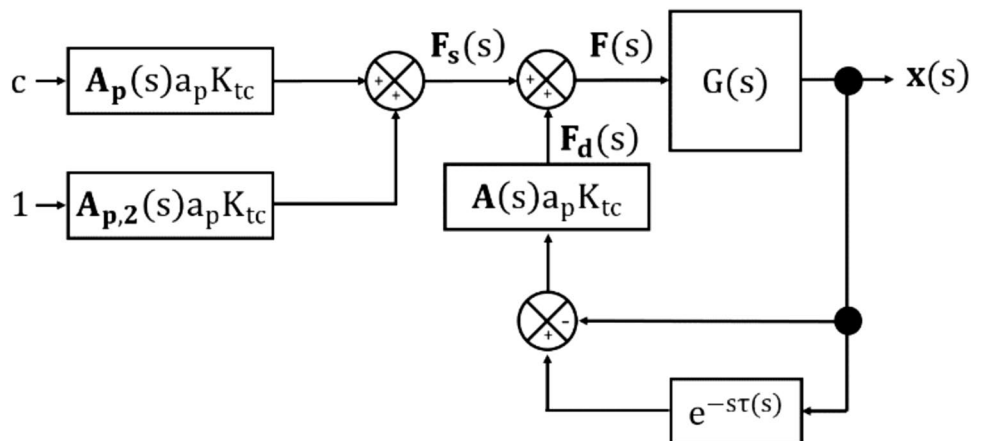 c
A_p(s)a_pK_tc
+
+
F_s(s)
+
+
F(s)
G(s)
x(s)
1
A_p,2(s)a_pK_tc
F_d(s)
A(s)a_pK_tc
-
+
e^−sτ(s)